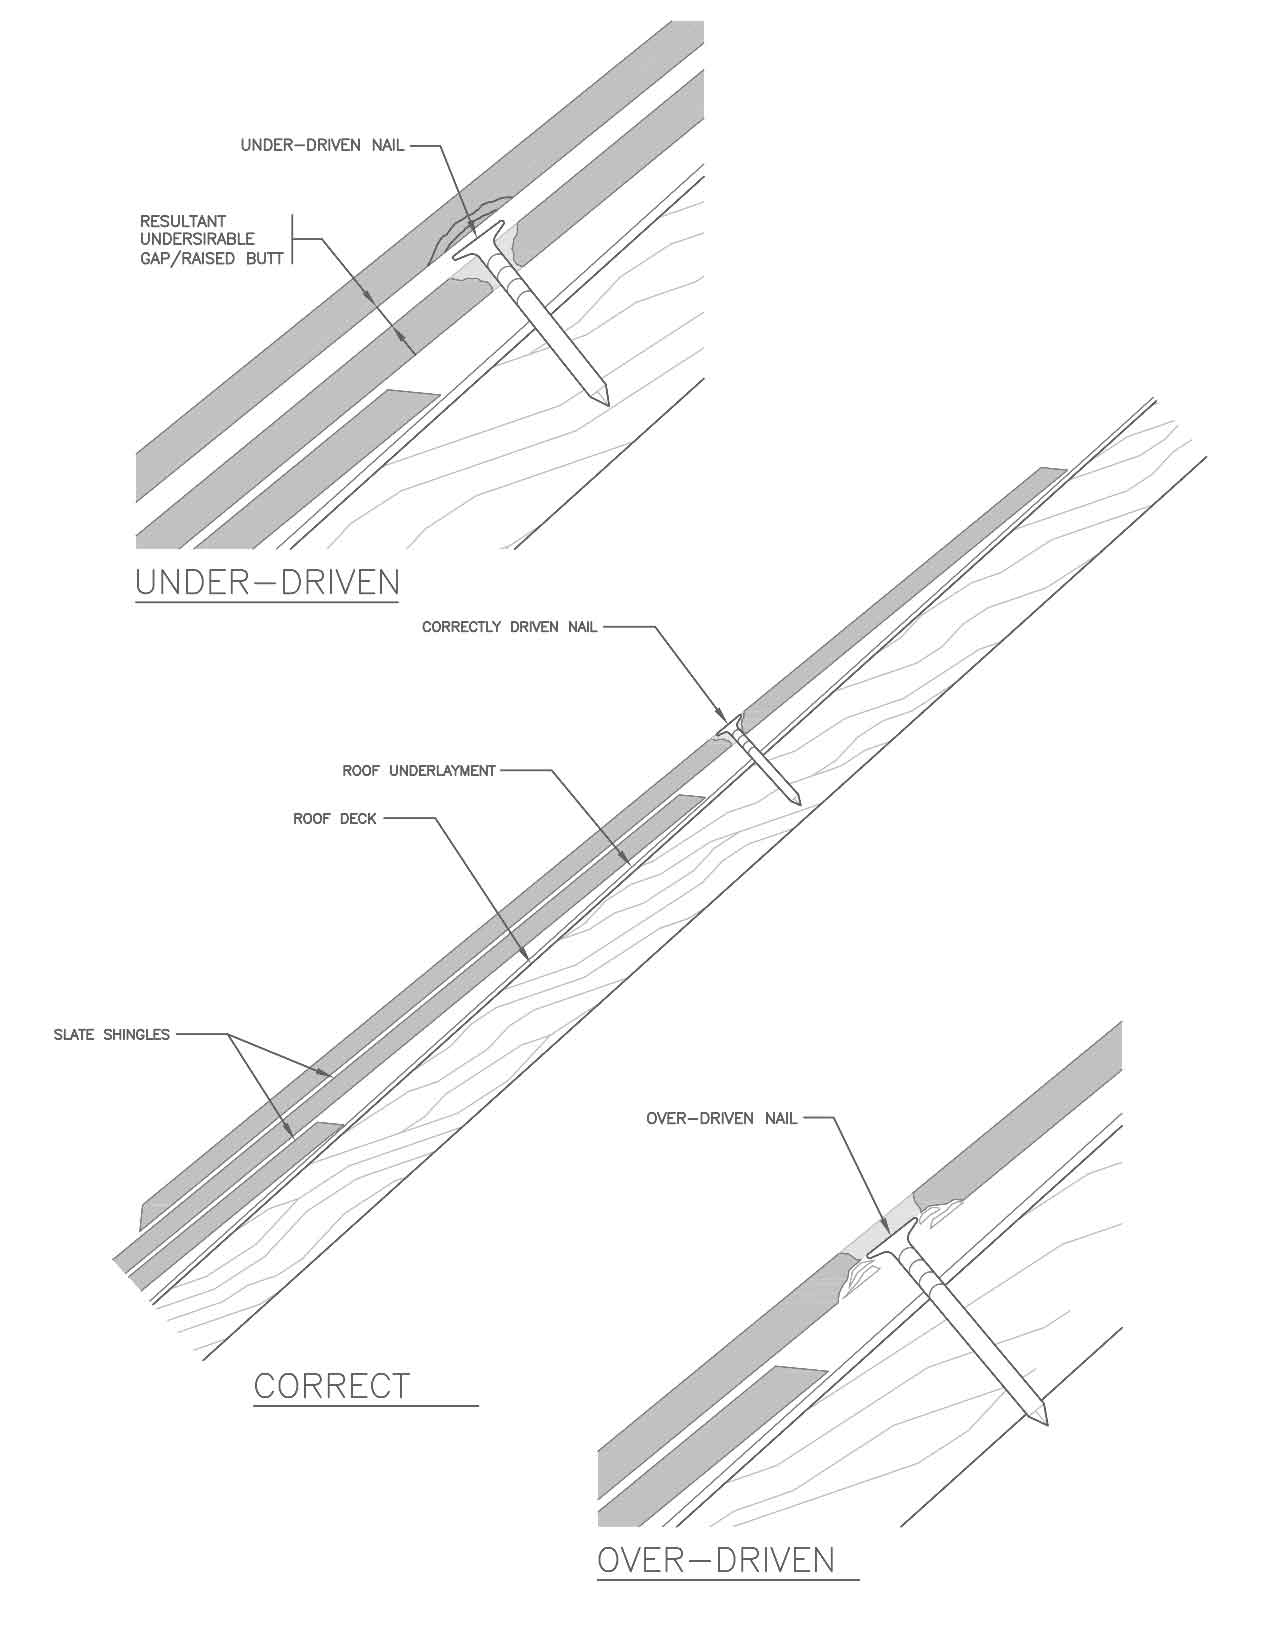 UNDER-DRIVEN NAIL
RESULTANT
UNDERSIRABLE
GAP/RAISED BUTT
UNDER-DRIVEN
CORRECTLY DRIVEN NAIL
ROOF UNDERLAYMENT
ROOF DECK
SLATE SHINGLES
OVER-DRIVEN NAIL
CORRECT
OVER-DRIVEN